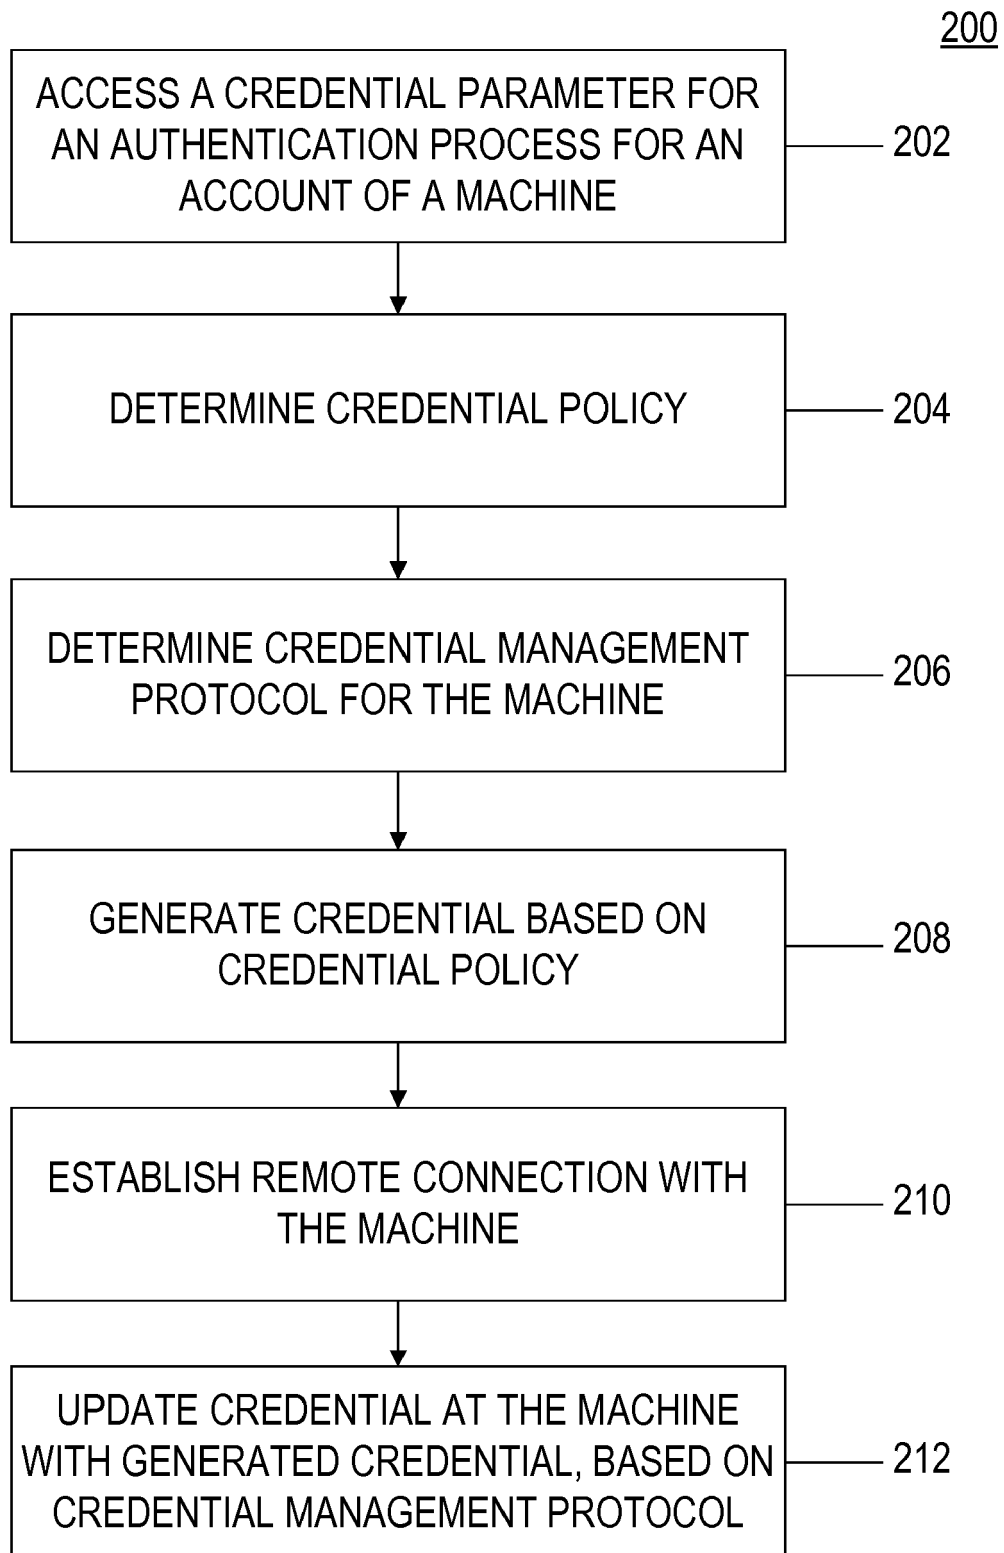 200
ACCESS A CREDENTIAL PARAMETER FOR
AN AUTHENTICATION PROCESS FOR AN
ACCOUNT OF A MACHINE
202
DETERMINE CREDENTIAL POLICY
204
DETERMINE CREDENTIAL MANAGEMENT
PROTOCOL FOR THE MACHINE
206
GENERATE CREDENTIAL BASED ON
CREDENTIAL POLICY
208
ESTABLISH REMOTE CONNECTION WITH
THE MACHINE
210
UPDATE CREDENTIAL AT THE MACHINE
WITH GENERATED CREDENTIAL, BASED ON
CREDENTIAL MANAGEMENT PROTOCOL
212